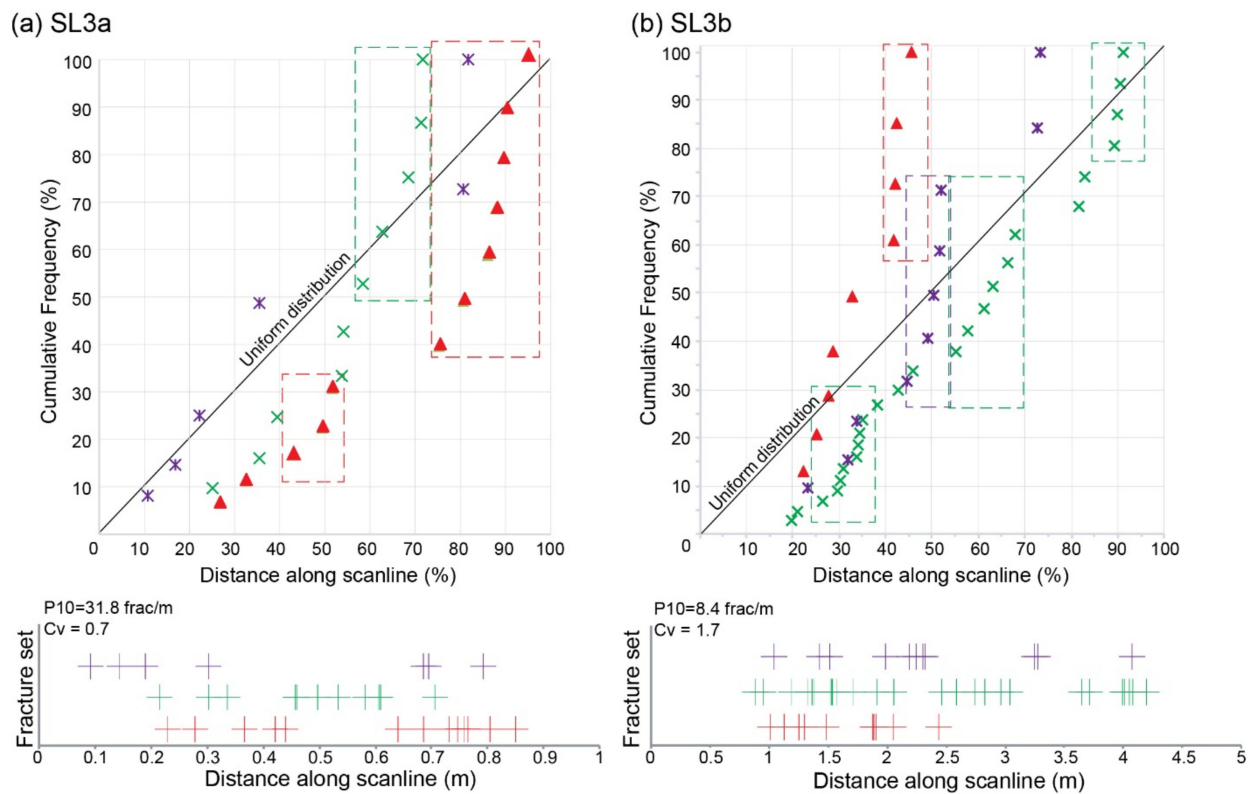 (a) SL3a
Cumulative Frequency (%)
100
90
80
70
60
50
40
30
20
10
Uniform distribution
0 10 20 30 40 50 60 70 80 90 100
Distance along scanline (%)
P10=31.8 frac/m
Cv = 0.7
Fracture set
0 0.1 0.2 0.3 0.4 0.5 0.6 0.7 0.8 0.9 1
Distance along scanline (m)
(b) SL3b
Cumulative Frequency (%)
100
90
80
70
60
50
40
30
20
10
0
Uniform distribution
10 20 30 40 50 60 70 80 90 100
Distance along scanline (%)
P10=8.4 frac/m
Cv = 1.7
Fracture set
0 0.5 1 1.5 2 2.5 3 3.5 4 4.5 5
Distance along scanline (m)